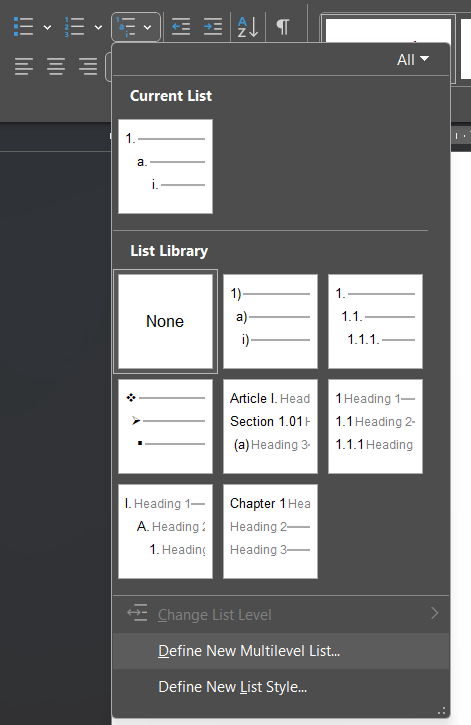 All
Current List
1.
a.
i.
List Library
None
1)
a)
i)
1.
1.1.
1.1.1.
Article I. Head
Section 1.01 H
(a) Heading 3
1 Heading 1
1.1 Heading 2
1.1.1 Heading
I. Heading 1
A. Heading 2
1. Heading
Chapter 1 Hea
Heading 2
Heading 3
Change List Level
Define New Multilevel List...
Define New List Style...